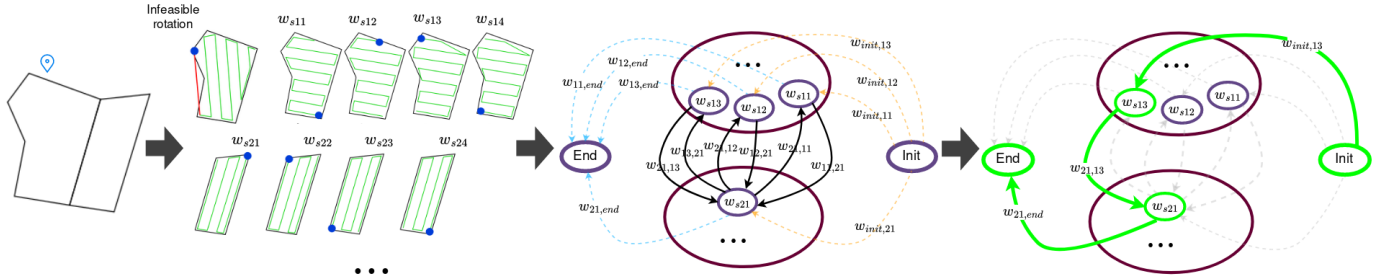 Infeasible
rotation
w_{s11}
w_{s12}
w_{s13}
w_{s14}
w_{s21}
w_{s22}
w_{s23}
w_{s24}
...
w_{init,13}
w_{12,end}
w_{11,end}
w_{13,end}
w_{init,12}
w_{init,11}
...
w_{s13}
w_{s12}
w_{s11}
End
Init
w_{21,13}
w_{13,21}
w_{21,12}
w_{12,21}
w_{21,11}
w_{11,21}
w_{s21}
w_{21,end}
w_{init,21}
...
w_{init,13}
...
w_{s13}
w_{s12}
w_{s11}
End
Init
w_{21,13}
w_{s21}
w_{21,end}
...